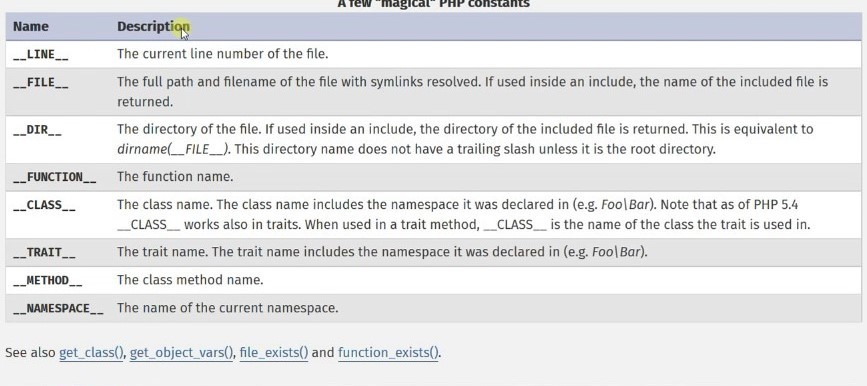 A few "magical" PHP constants
Name Description
__LINE__ The current line number of the file.
__FILE__ The full path and filename of the file with symlinks resolved. If used inside an include, the name of the included file is
returned.
__DIR__ The directory of the file. If used inside an include, the directory of the included file is returned. This is equivalent to
dirname(__FILE__). This directory name does not have a trailing slash unless it is the root directory.
__FUNCTION__ The function name.
__CLASS__ The class name. The class name includes the namespace it was declared in (e.g. Foo\Bar). Note that as of PHP 5.4
__CLASS__ works also in traits. When used in a trait method, __CLASS__ is the name of the class the trait is used in.
__TRAIT__ The trait name. The trait name includes the namespace it was declared in (e.g. Foo\Bar).
__METHOD__ The class method name.
__NAMESPACE__ The name of the current namespace.
See also get_class(), get_object_vars(), file_exists() and function_exists().